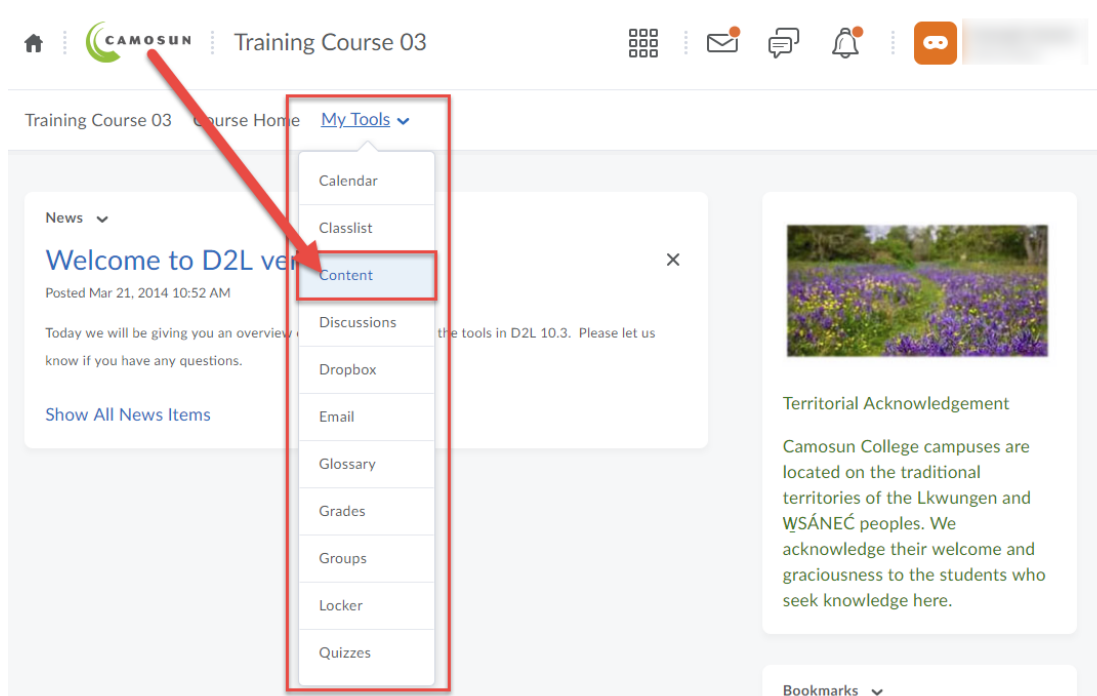 CAMOSUN
Training Course 03
Training Course 03 Course Home My Tools
Calendar
Classlist
Content
Discussions
Dropbox
Email
Glossary
Grades
Groups
Locker
Quizzes
News
Welcome to D2L
Posted Mar 21, 2014 10:52 AM
Today we will be giving you an overview the tools in D2L 10.3. Please let us
know if you have any questions.
Show All News Items
Territorial Acknowledgement
Camosun College campuses are
located on the traditional
territories of the Lkwungen and
W̱SÁNEĆ peoples. We
acknowledge their welcome and
graciousness to the students who
seek knowledge here.
Bookmarks